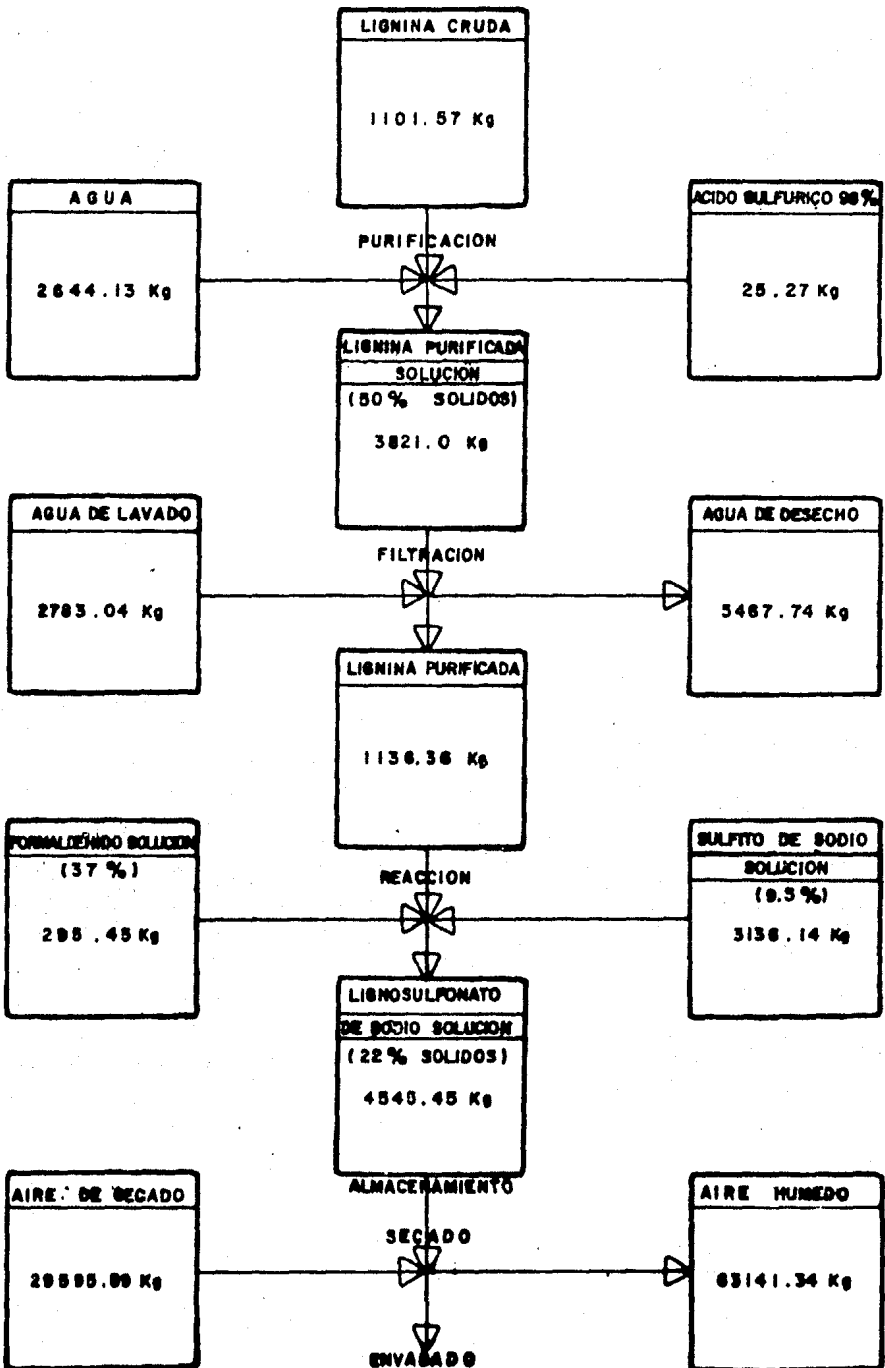 LIGNINA CRUDA
1101.57 Kg
AGUA
2644.13 Kg
PURIFICACION
ACIDO SULFURICO 98%
25.27 Kg
LIGNINA PURIFICADA
SOLUCION
(50% SOLIDOS)
3821.0 Kg
AGUA DE LAVADO
2783.04 Kg
FILTRACION
AGUA DE DESECHO
5467.74 Kg
LIGNINA PURIFICADA
1136.36 Kg
FORMALDEHIDO SOLUCION
(37%)
295.45 Kg
REACCION
SULFITO DE SODIO
SOLUCION
(9.5%)
3136.14 Kg
LIGNOSULFONATO
DE SODIO SOLUCION
(22% SOLIDOS)
4545.45 Kg
ALMACENAMIENTO
AIRE DE SECADO
Kg
SECADO
AIRE HUMEDO
63141.34 Kg
ENVASADO